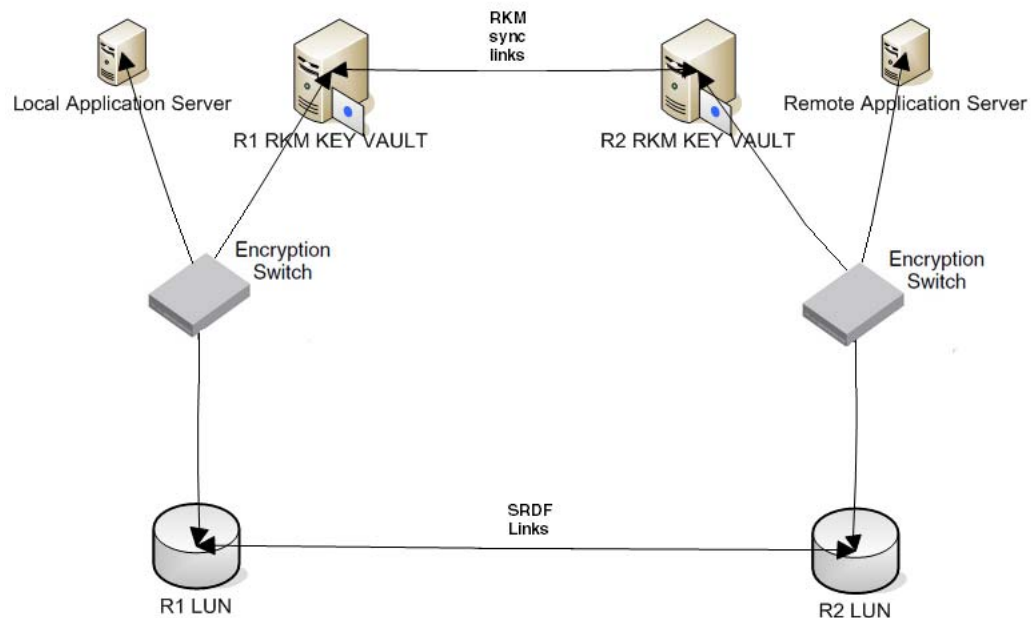 RKM
sync
links
Local Application Server
R1 RKM KEY VAULT
R2 RKM KEY VAULT
Remote Application Server
Encryption
Switch
Encryption
Switch
SRDF
Links
R1 LUN
R2 LUN